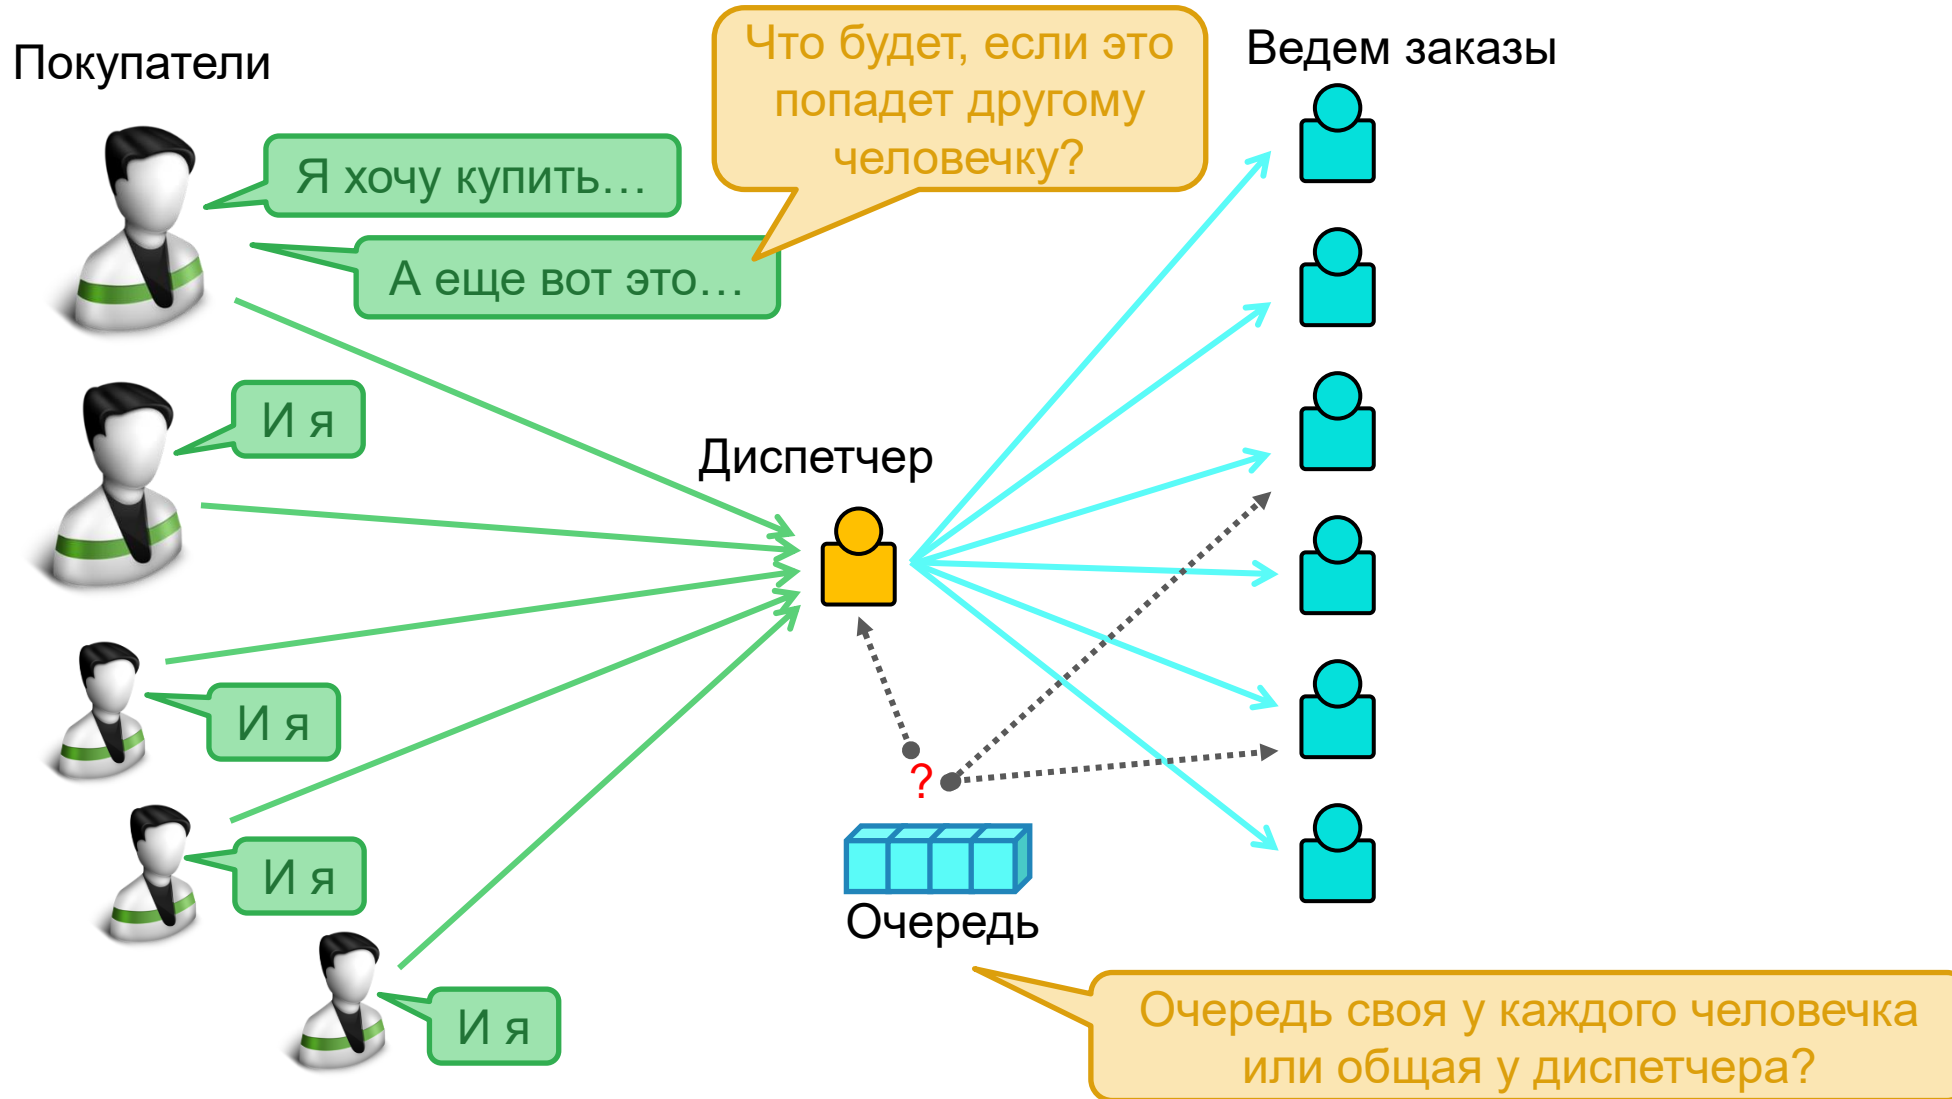 Покупатели
Что будет, если это
попадет другому
человечку?
Ведем заказы
Я хочу купить…
А еще вот это…
И я
Диспетчер
И я
?
И я
Очередь
И я
Очередь своя у каждого человечка
или общая у диспетчера?